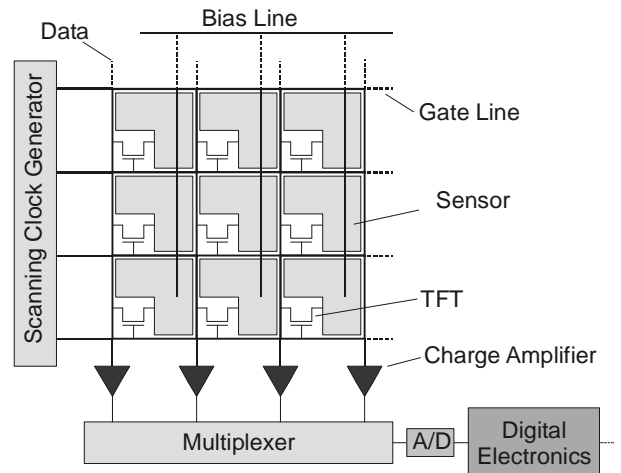 Bias Line
Data
Gate Line
Scanning Clock Generator
Sensor
TFT
Charge Amplifier
Multiplexer
A/D
Digital
Electronics